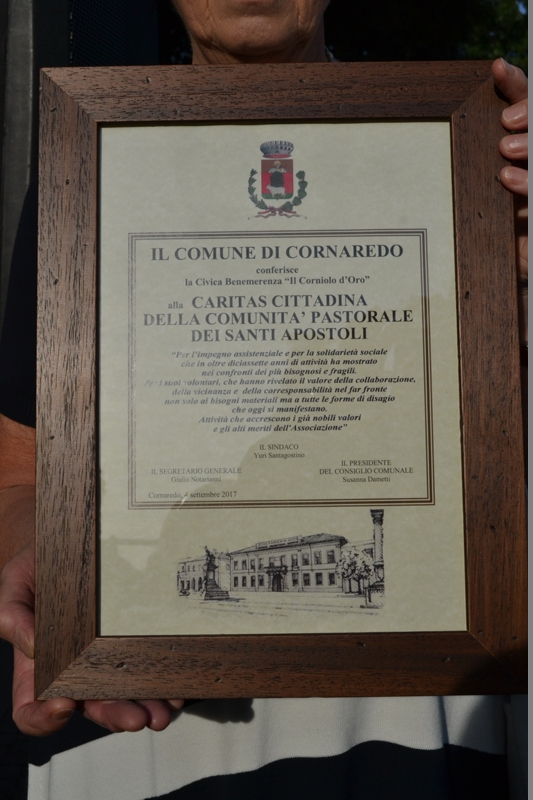 IL COMUNE DI CORNAREDO
conferisce
la Civica Benemerenza “Il Corniolo d’Oro”
alla CARITAS CITTADINA
DELLA COMUNITA’ PASTORALE
DEI SANTI APOSTOLI
“Per l’impegno assistenziale e per la solidarietà sociale
che in oltre diciassette anni di attività ha mostrato
nei confronti dei più bisognosi e fragili.
Per i suoi volontari, che hanno rivelato il valore della collaborazione,
della vicinanza e della corresponsabilità nel far fronte
non solo ai bisogni materiali ma a tutte le forme di disagio
che oggi si manifestano.
Attività che accrescono i già nobili valori
e gli alti meriti dell’Associazione”
IL SINDACO
Yuri Santagostino
IL SEGRETARIO GENERALE
Giulio Notarianni
IL PRESIDENTE
DEL CONSIGLIO COMUNALE
Susanna Dametti
Cornaredo, 4 settembre 2017